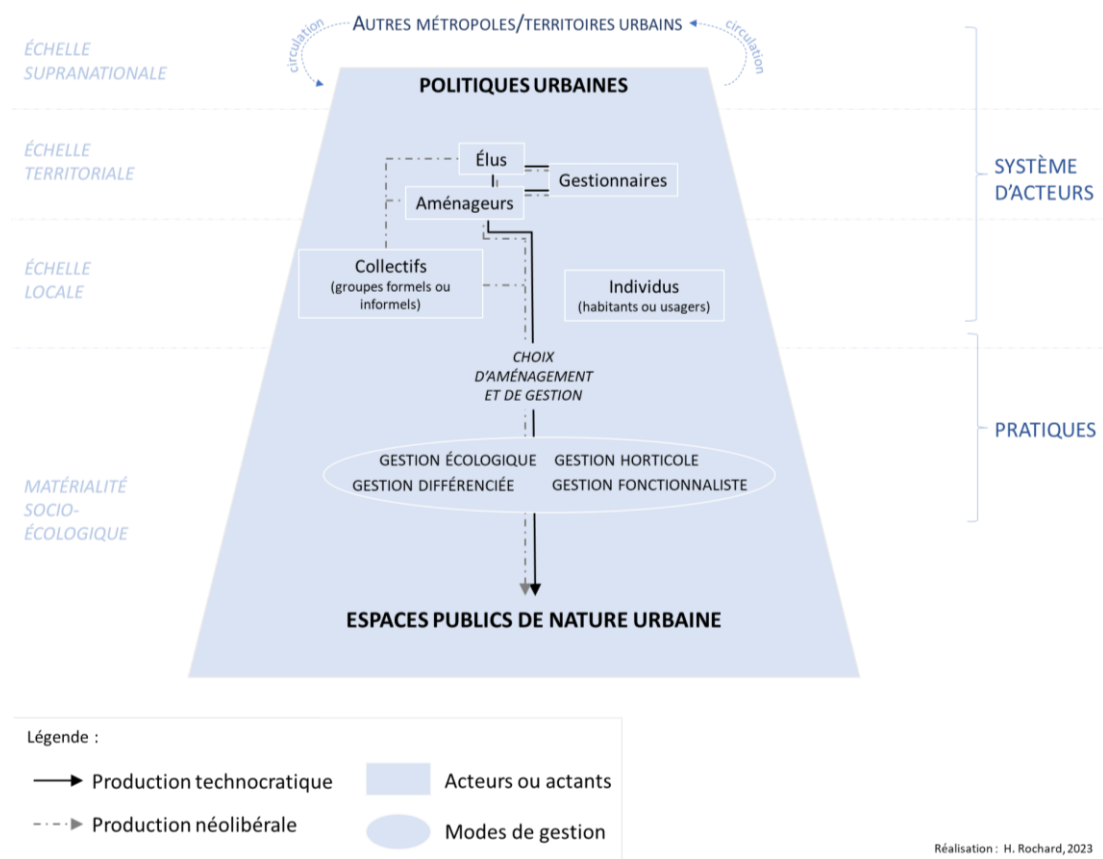 AUTRES MÉTROPOLES/TERRITOIRES URBAINS
circulation
circulation
ÉCHELLE
SUPRANATIONALE
POLITIQUES URBAINES
ÉCHELLE
TERRITORIALE
Élus
Gestionnaires
Aménageurs
SYSTÈME
D'ACTEURS
ÉCHELLE
LOCALE
Collectifs
(groupes formels ou
informels)
Individus
(habitants ou usagers)
CHOIX
D'AMÉNAGEMENT
ET DE GESTION
PRATIQUES
GESTION ÉCOLOGIQUE GESTION HORTICOLE
GESTION DIFFÉRENCIÉE GESTION FONCTIONNALISTE
MATÉRIALITÉ
SOCIO-
ÉCOLOGIQUE
ESPACES PUBLICS DE NATURE URBAINE
Légende :
Production technocratique
Acteurs ou actants
Production néolibérale
Modes de gestion
Réalisation : H. Rochard, 2023